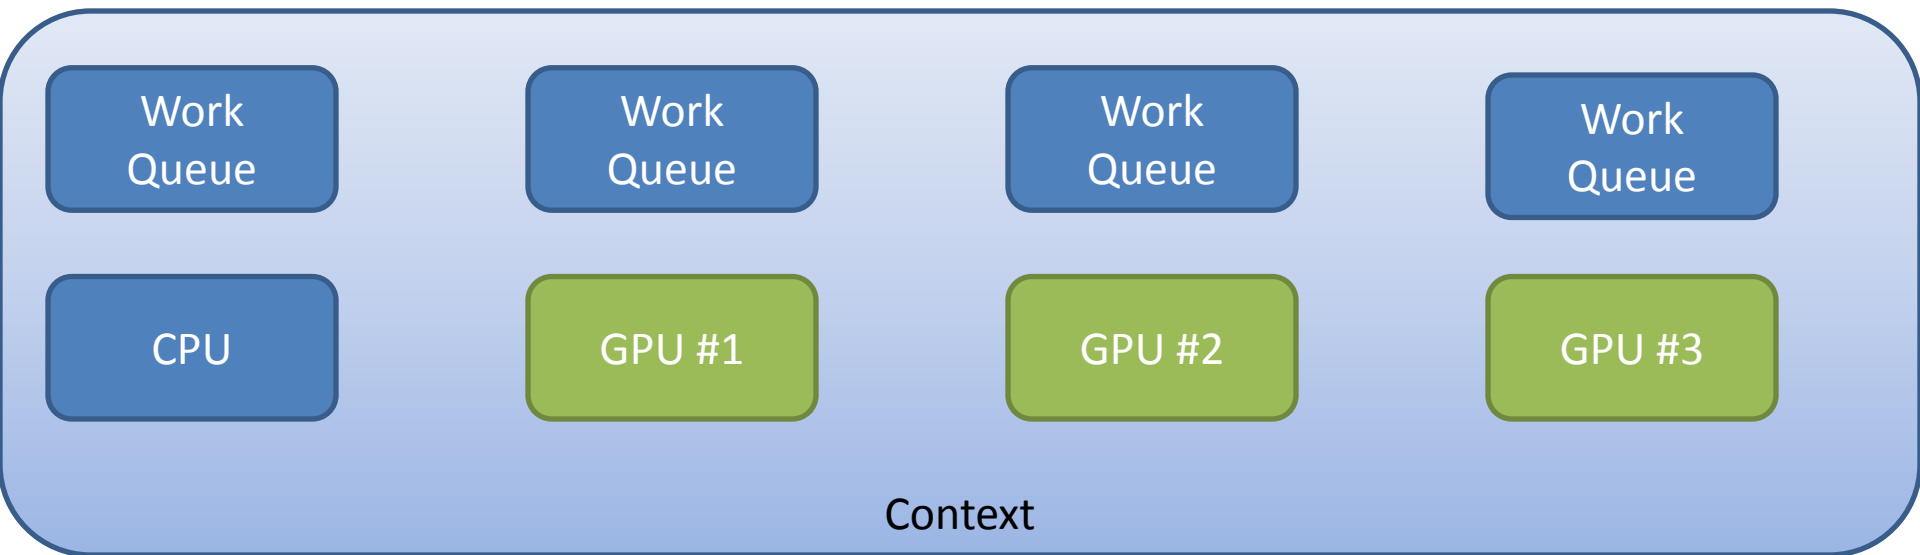 Work
Queue
Work
Queue
Work
Queue
Work
Queue
CPU
GPU #1
GPU #2
GPU #3
Context